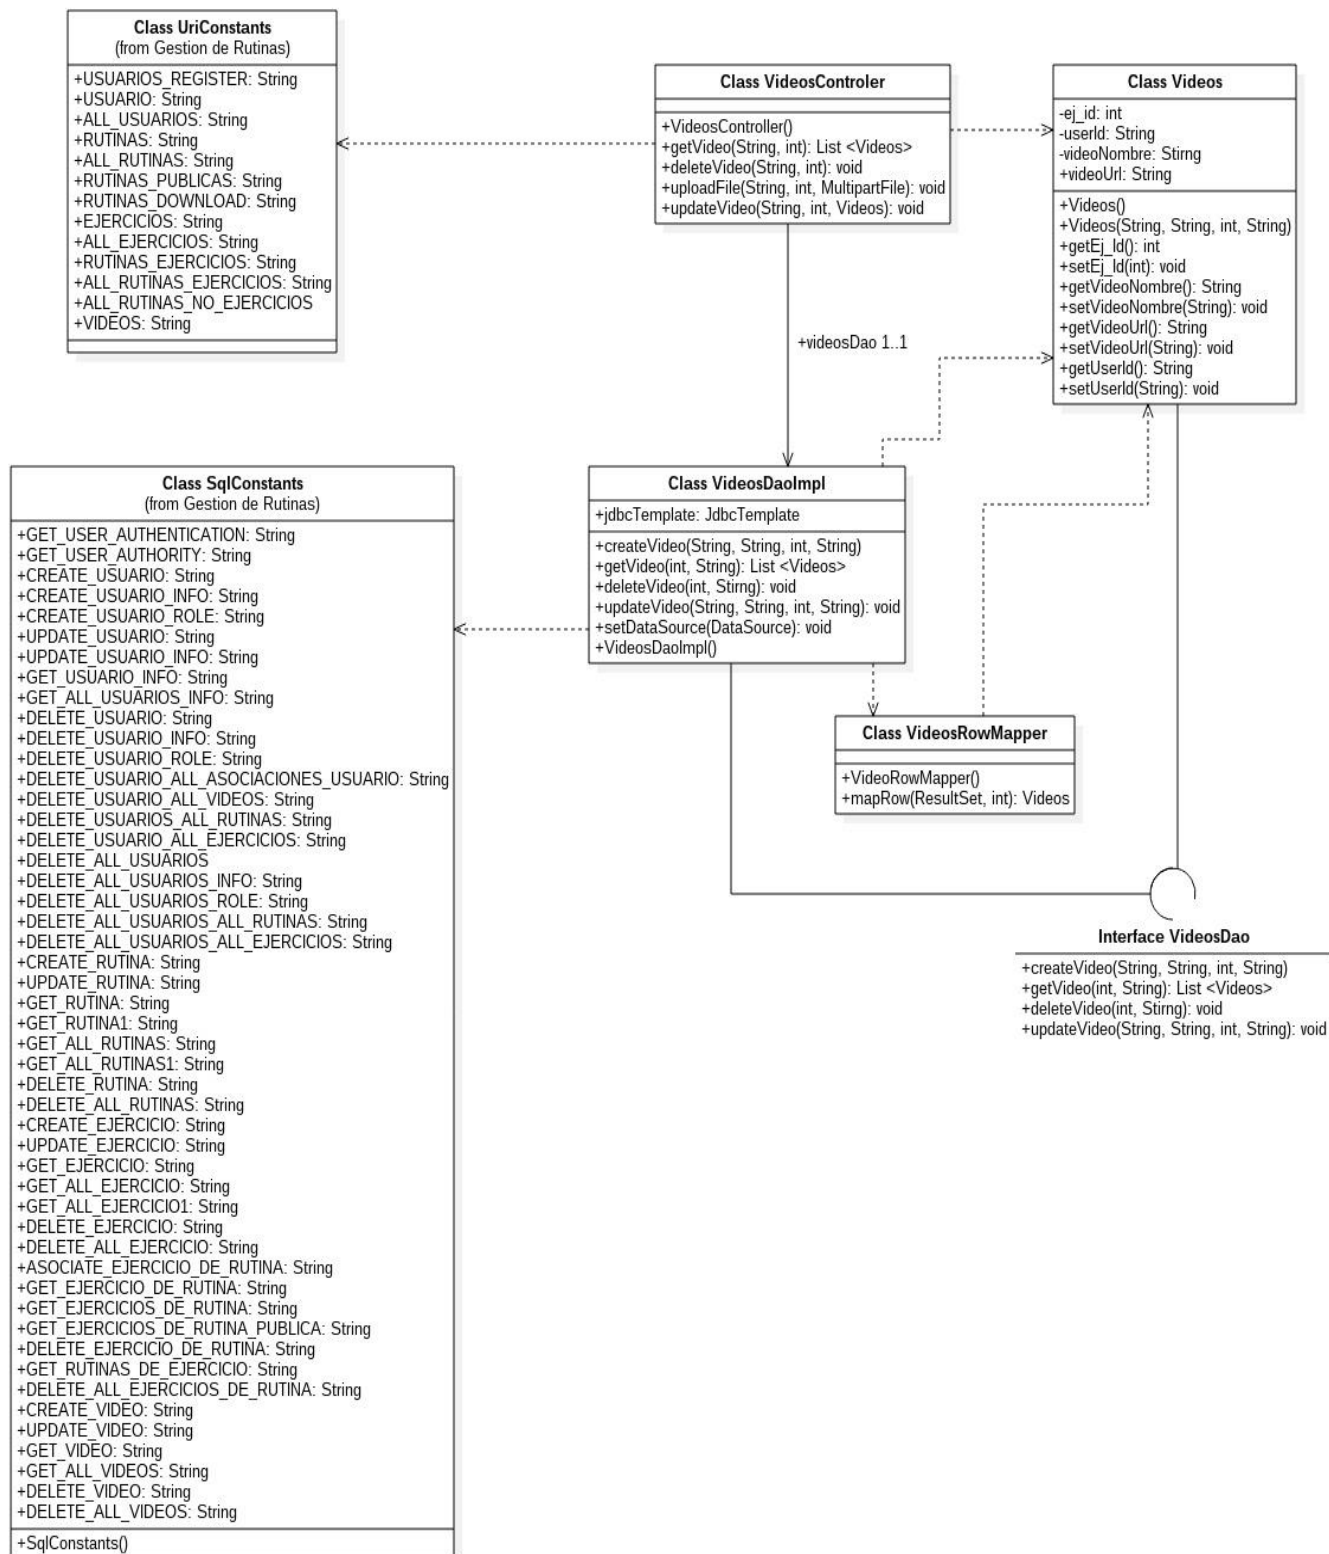 Class UriConstants
(from Gestion de Rutinas)
+USUARIOS_REGISTER: String
+USUARIO: String
+ALL_USUARIOS: String
+RUTINAS: String
+ALL_RUTINAS: String
+RUTINAS_PUBLICAS: String
+RUTINAS_DOWNLOAD: String
+EJERCICIOS: String
+ALL_EJERCICIOS: String
+RUTINAS_EJERCICIOS: String
+ALL_RUTINAS_EJERCICIOS: String
+ALL_RUTINAS_NO_EJERCICIOS
+VIDEOS: String
Class VideosControler
+VideosController()
+getVideo(String, int): List <Videos>
+deleteVideo(String, int): void
+uploadFile(String, int, MultipartFile): void
+updateVideo(String, int, Videos): void
Class Videos
-ej_id: int
-userId: String
-videoNombre: Stirng
+videoUrl: String
+Videos()
+Videos(String, String, int, String)
+getEj_Id(): int
+setEj_Id(int): void
+getVideoNombre(): String
+setVideoNombre(String): void
+getVideoUrl(): String
+setVideoUrl(String): void
+getUserId(): String
+setUserId(String): void
+videosDao 1..1
Class SqlConstants
(from Gestion de Rutinas)
+GET_USER_AUTHENTICATION: String
+GET_USER_AUTHORITY: String
+CREATE_USUARIO: String
+CREATE_USUARIO_INFO: String
+CREATE_USUARIO_ROLE: String
+UPDATE_USUARIO: String
+UPDATE_USUARIO_INFO: String
+GET_USUARIO_INFO: String
+GET_ALL_USUARIOS_INFO: String
+DELETE_USUARIO: String
+DELETE_USUARIO_INFO: String
+DELETE_USUARIO_ROLE: String
+DELETE_USUARIO_ALL_ASOCIACIONES_USUARIO: String
+DELETE_USUARIO_ALL_VIDEOS: String
+DELETE_USUARIOS_ALL_RUTINAS: String
+DELETE_USUARIO_ALL_EJERCICIOS: String
+DELETE_ALL_USUARIOS
+DELETE_ALL_USUARIOS_INFO: String
+DELETE_ALL_USUARIOS_ROLE: String
+DELETE_ALL_USUARIOS_ALL_RUTINAS: String
+DELETE_ALL_USUARIOS_ALL_EJERCICIOS: String
+CREATE_RUTINA: String
+UPDATE_RUTINA: String
+GET_RUTINA: String
+GET_RUTINA1: String
+GET_ALL_RUTINAS: String
+GET_ALL_RUTINAS1: String
+DELETE_RUTINA: String
+DELETE_ALL_RUTINAS: String
+CREATE_EJERCICIO: String
+UPDATE_EJERCICIO: String
+GET_EJERCICIO: String
+GET_ALL_EJERCICIO: String
+GET_ALL_EJERCICIO1: String
+DELETE_EJERCICIO: String
+DELETE_ALL_EJERCICIO: String
+ASOCIATE_EJERCICIO_DE_RUTINA: String
+GET_EJERCICIO_DE_RUTINA: String
+GET_EJERCICIOS_DE_RUTINA: String
+GET_EJERCICIOS_DE_RUTINA_PUBLICA: String
+DELETE_EJERCICIO_DE_RUTINA: String
+GET_RUTINAS_DE_EJERCICIO: String
+DELETE_ALL_EJERCICIOS_DE_RUTINA: String
+CREATE_VIDEO: String
+UPDATE_VIDEO: String
+GET_VIDEO: String
+GET_ALL_VIDEOS: String
+DELETE_VIDEO: String
+DELETE_ALL_VIDEOS: String
+SqlConstants()
Class VideosDaoImpl
+jdbcTemplate: JdbcTemplate
+createVideo(String, String, int, String)
+getVideo(int, String): List <Videos>
+deleteVideo(int, Stirng): void
+updateVideo(String, String, int, String): void
+setDataSource(DataSource): void
+VideosDaoImpl()
Class VideosRowMapper
+VideoRowMapper()
+mapRow(ResultSet, int): Videos
Interface VideosDao
+createVideo(String, String, int, String)
+getVideo(int, String): List <Videos>
+deleteVideo(int, Stirng): void
+updateVideo(String, String, int, String): void